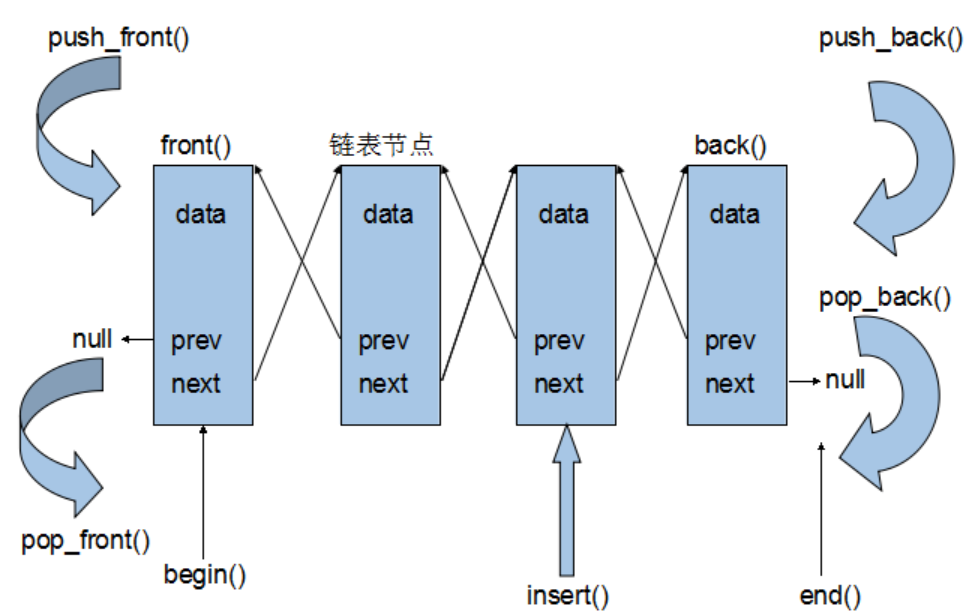 push_front()
push_back()
front()
链表节点
back()
data
data
data
data
pop_back()
null
prev
prev
prev
prev
next
next
next
next
null
pop_front()
begin()
insert()
end()